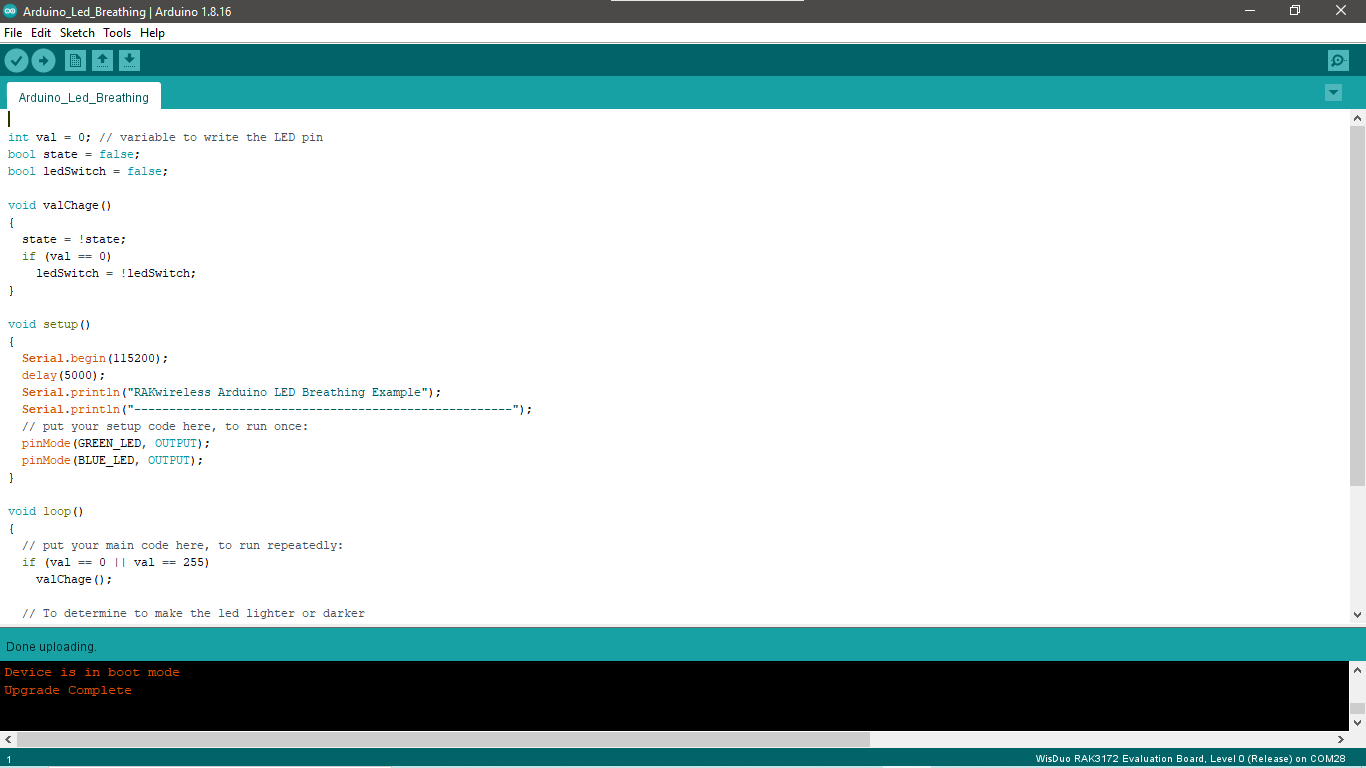 Arduino_Led_Breathing | Arduino 1.8.16
File Edit Sketch Tools Help
Arduino_Led_Breathing
int val = 0; // variable to write the LED pin
bool state = false;
bool ledSwitch = false;
void valChage()
{
state = !state;
if (val == 0)
ledSwitch = !ledSwitch;
}
void setup()
{
Serial.begin(115200);
delay(5000);
Serial.println("RAKwireless Arduino LED Breathing Example");
Serial.println("------------------------------------------------------");
// put your setup code here, to run once:
pinMode(GREEN_LED, OUTPUT);
pinMode(BLUE_LED, OUTPUT);
}
void loop()
{
// put your main code here, to run repeatedly:
if (val == 0 || val == 255)
valChage();
// To determine to make the led lighter or darker
Done uploading.
Device is in boot mode
Upgrade Complete
1
WisDuo RAK3172 Evaluation Board, Level 0 (Release) on COM28